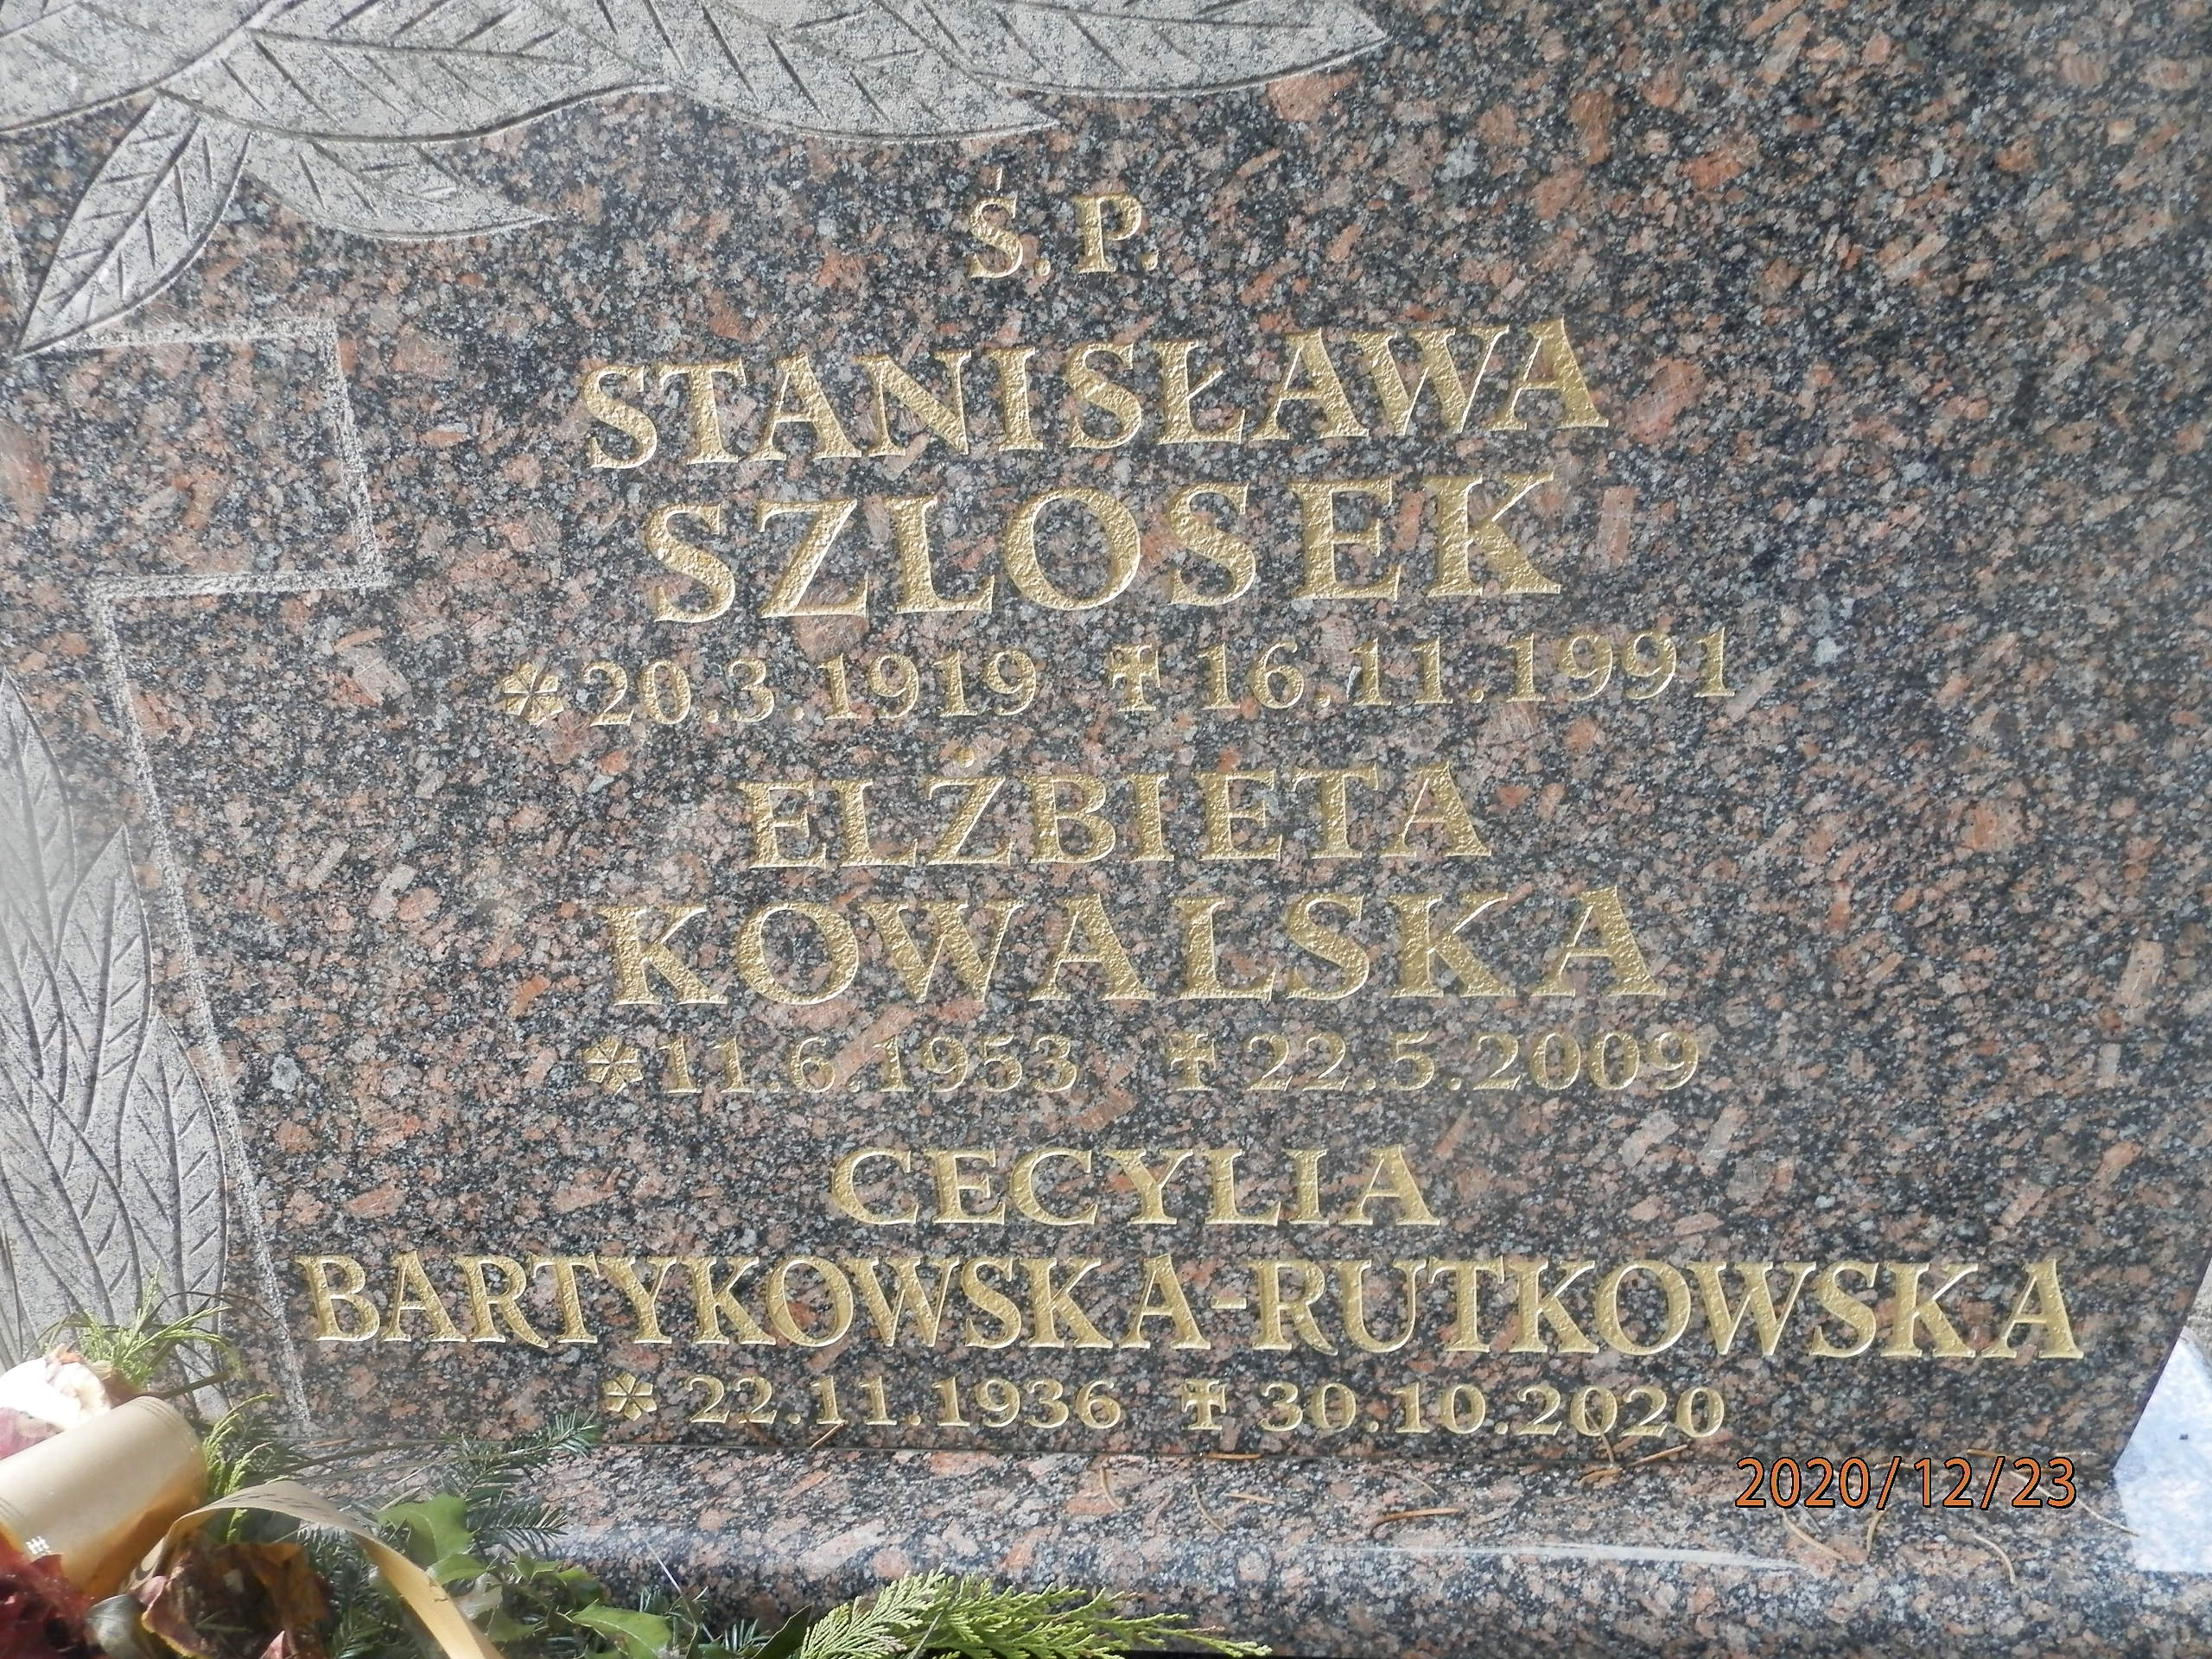 Ś. P.
STANISŁAWA
SZLOSEK
* 20.3.1919 ✝ 16.11.1991
ELŻBIETA
KOWALSKA
* 11.6.1953 ✝ 22.5.2009
CECYLIA
BARTYKOWSKA-RUTKOWSKA
* 22.11.1936 ✝ 30.10.2020
2020/12/23